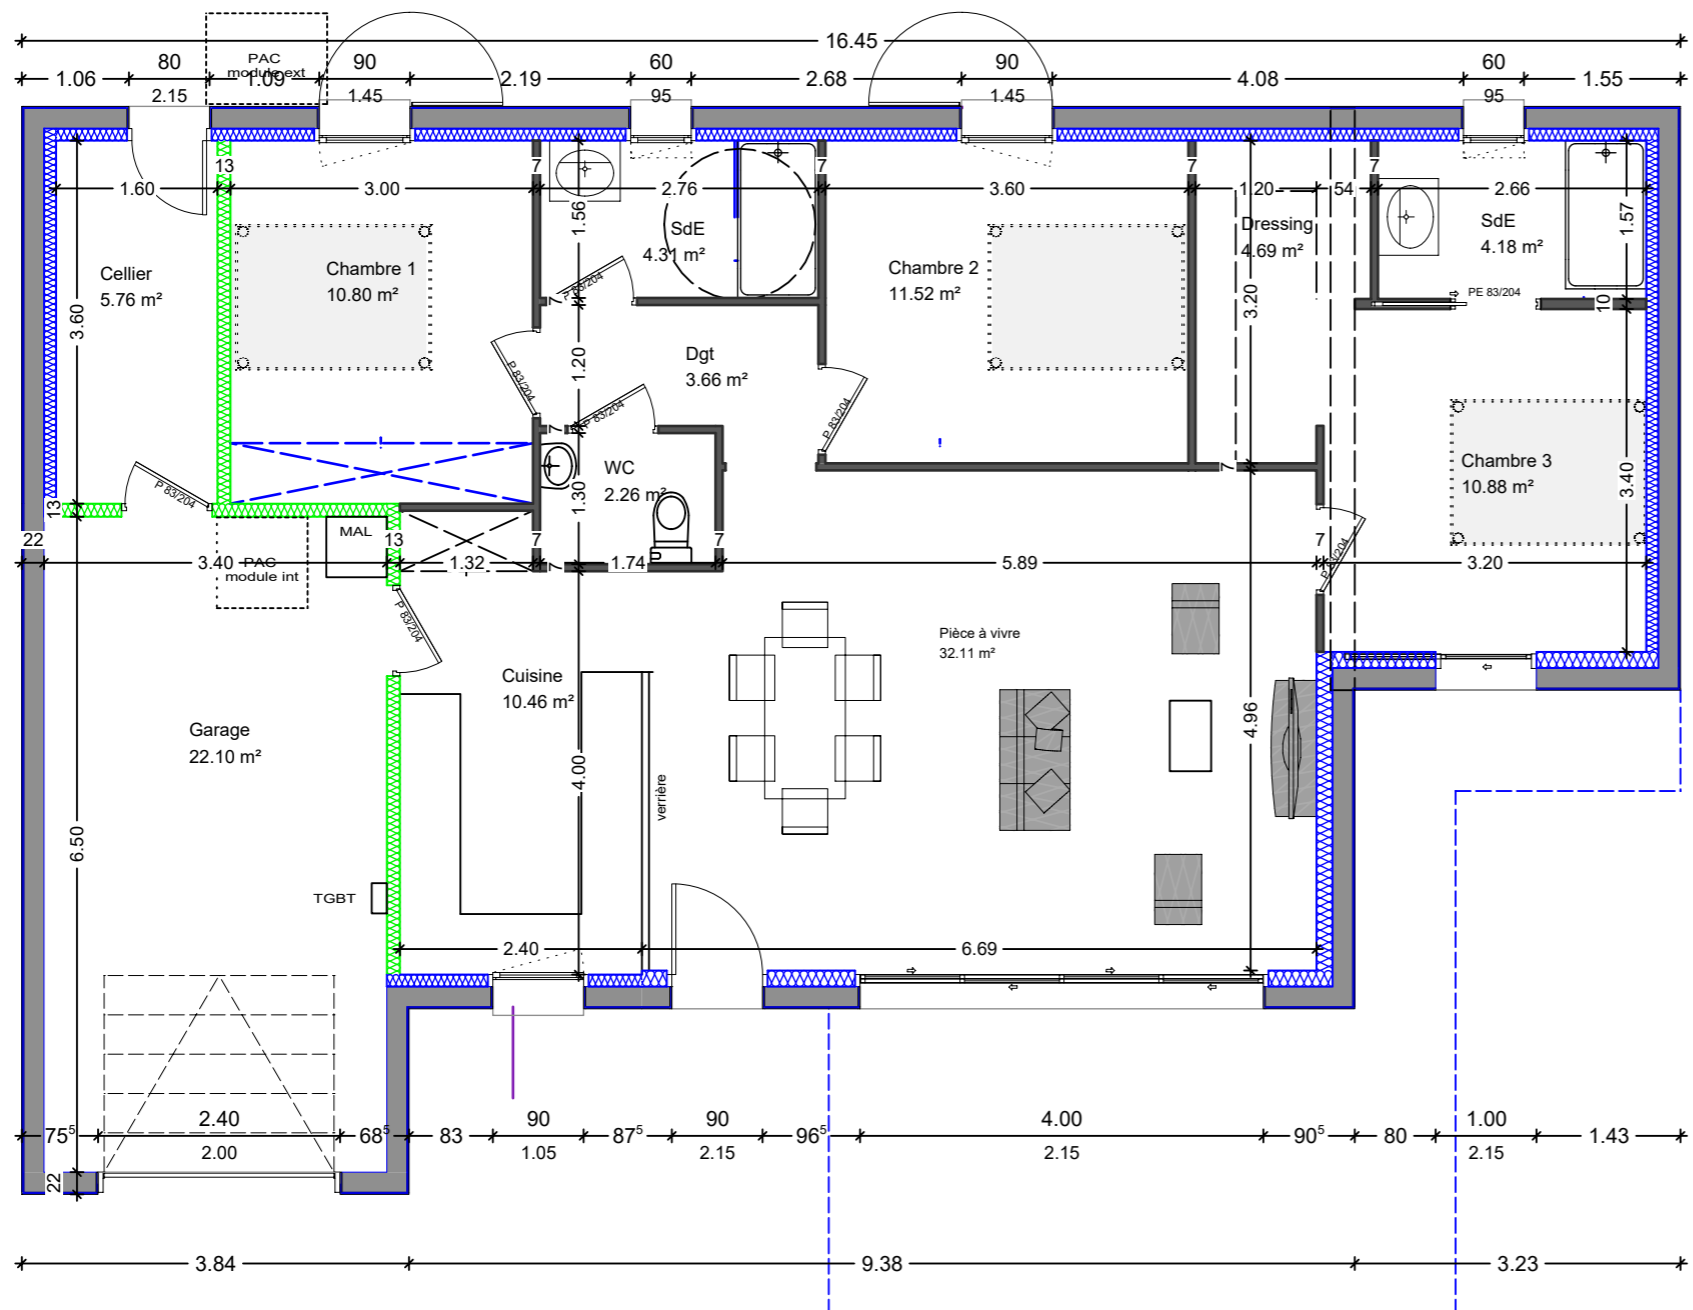 16.45
80
90
60
90
60
PAC
module ext
1.06
1.09
2.19
2.68
4.08
1.55
2.15
1.45
95
1.45
95
13
7
7
7
7
1.60
3.00
2.76
3.60
1.20
54
2.66
1.56
1.57
SdE
4.31 m²
Dressing
4.69 m²
SdE
4.18 m²
Cellier
5.76 m²
Chambre 1
10.80 m²
Chambre 2
11.52 m²
P 83/204
PE 83/204
7
10
3.60
3.20
1.20
Dgt
3.66 m²
P 83/204
P 83/204
P 83/204
7
WC
2.26 m²
1.30
7
Chambre 3
10.88 m²
3.40
P 83/204
13
22
MAL
13
7
7
7
7
3.40
1.32
1.74
5.89
3.20
PAC
module int
P 83/204
P 83/204
Pièce à vivre
32.11 m²
Cuisine
10.46 m²
Garage
22.10 m²
4.96
4.00
verrière
6.50
TGBT
2.40
6.69
2.40
90
90
4.00
1.00
75⁵
68⁵
83
87⁵
96⁵
90⁵
80
1.43
2.00
1.05
2.15
2.15
2.15
22
3.84
9.38
3.23